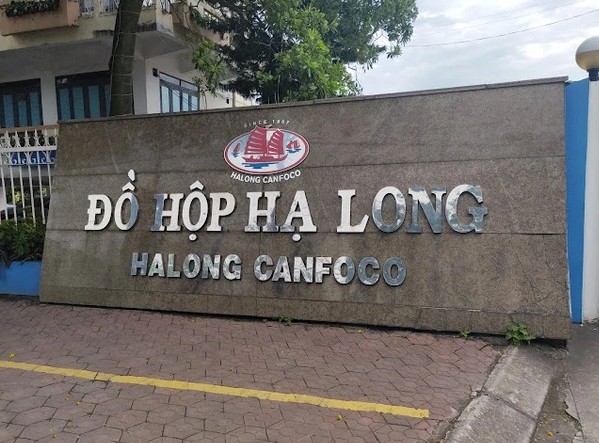 SINCE 1957
HALONG CANFOCO
ĐỒ HỘP HẠ LONG
HALONG CANFOCO